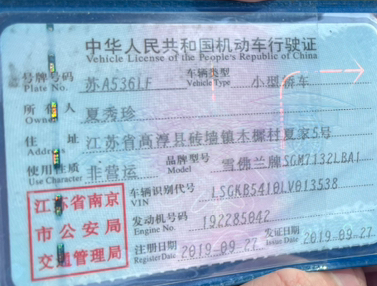 中华人民共和国机动车行驶证
Vehicle License of the People's Republic of China
号牌号码 苏A536LF 车辆类型 小型轿车
Plate No. Vehicle Type
所有人 夏秀珍
Owner
住址 江苏省高淳县砖墙镇木樨村夏家5号
Address
使用性质 非营运 品牌型号 雪佛兰牌SGM7132LBA1
Use Character Model
江苏省南京市公安局交通管理局
车辆识别代号 LSGKB5410LV013538
VIN
发动机号码 192285042
Engine No.
注册日期 2019-09-27 发证日期 2019-09-27
Register Date Issue Date